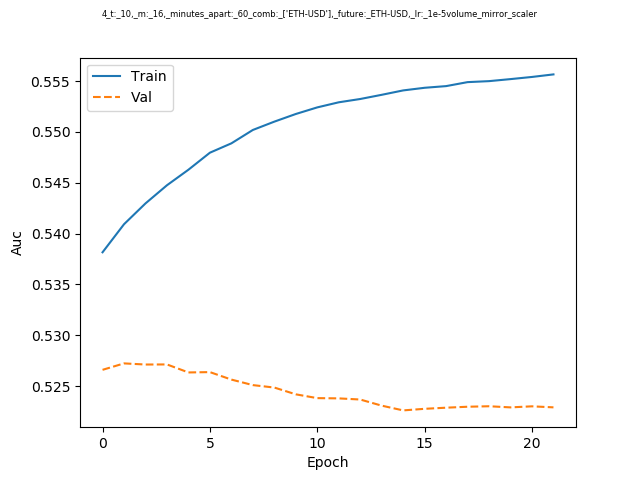 4_t:_10,_m:_16,_minutes_apart:_60_comb:_['ETH-USD'],_future:_ETH-USD,_lr:_1e-5volume_mirror_scaler
Train
Val
Auc
0.555
0.550
0.545
0.540
0.535
0.530
0.525
0 5 10 15 20
Epoch